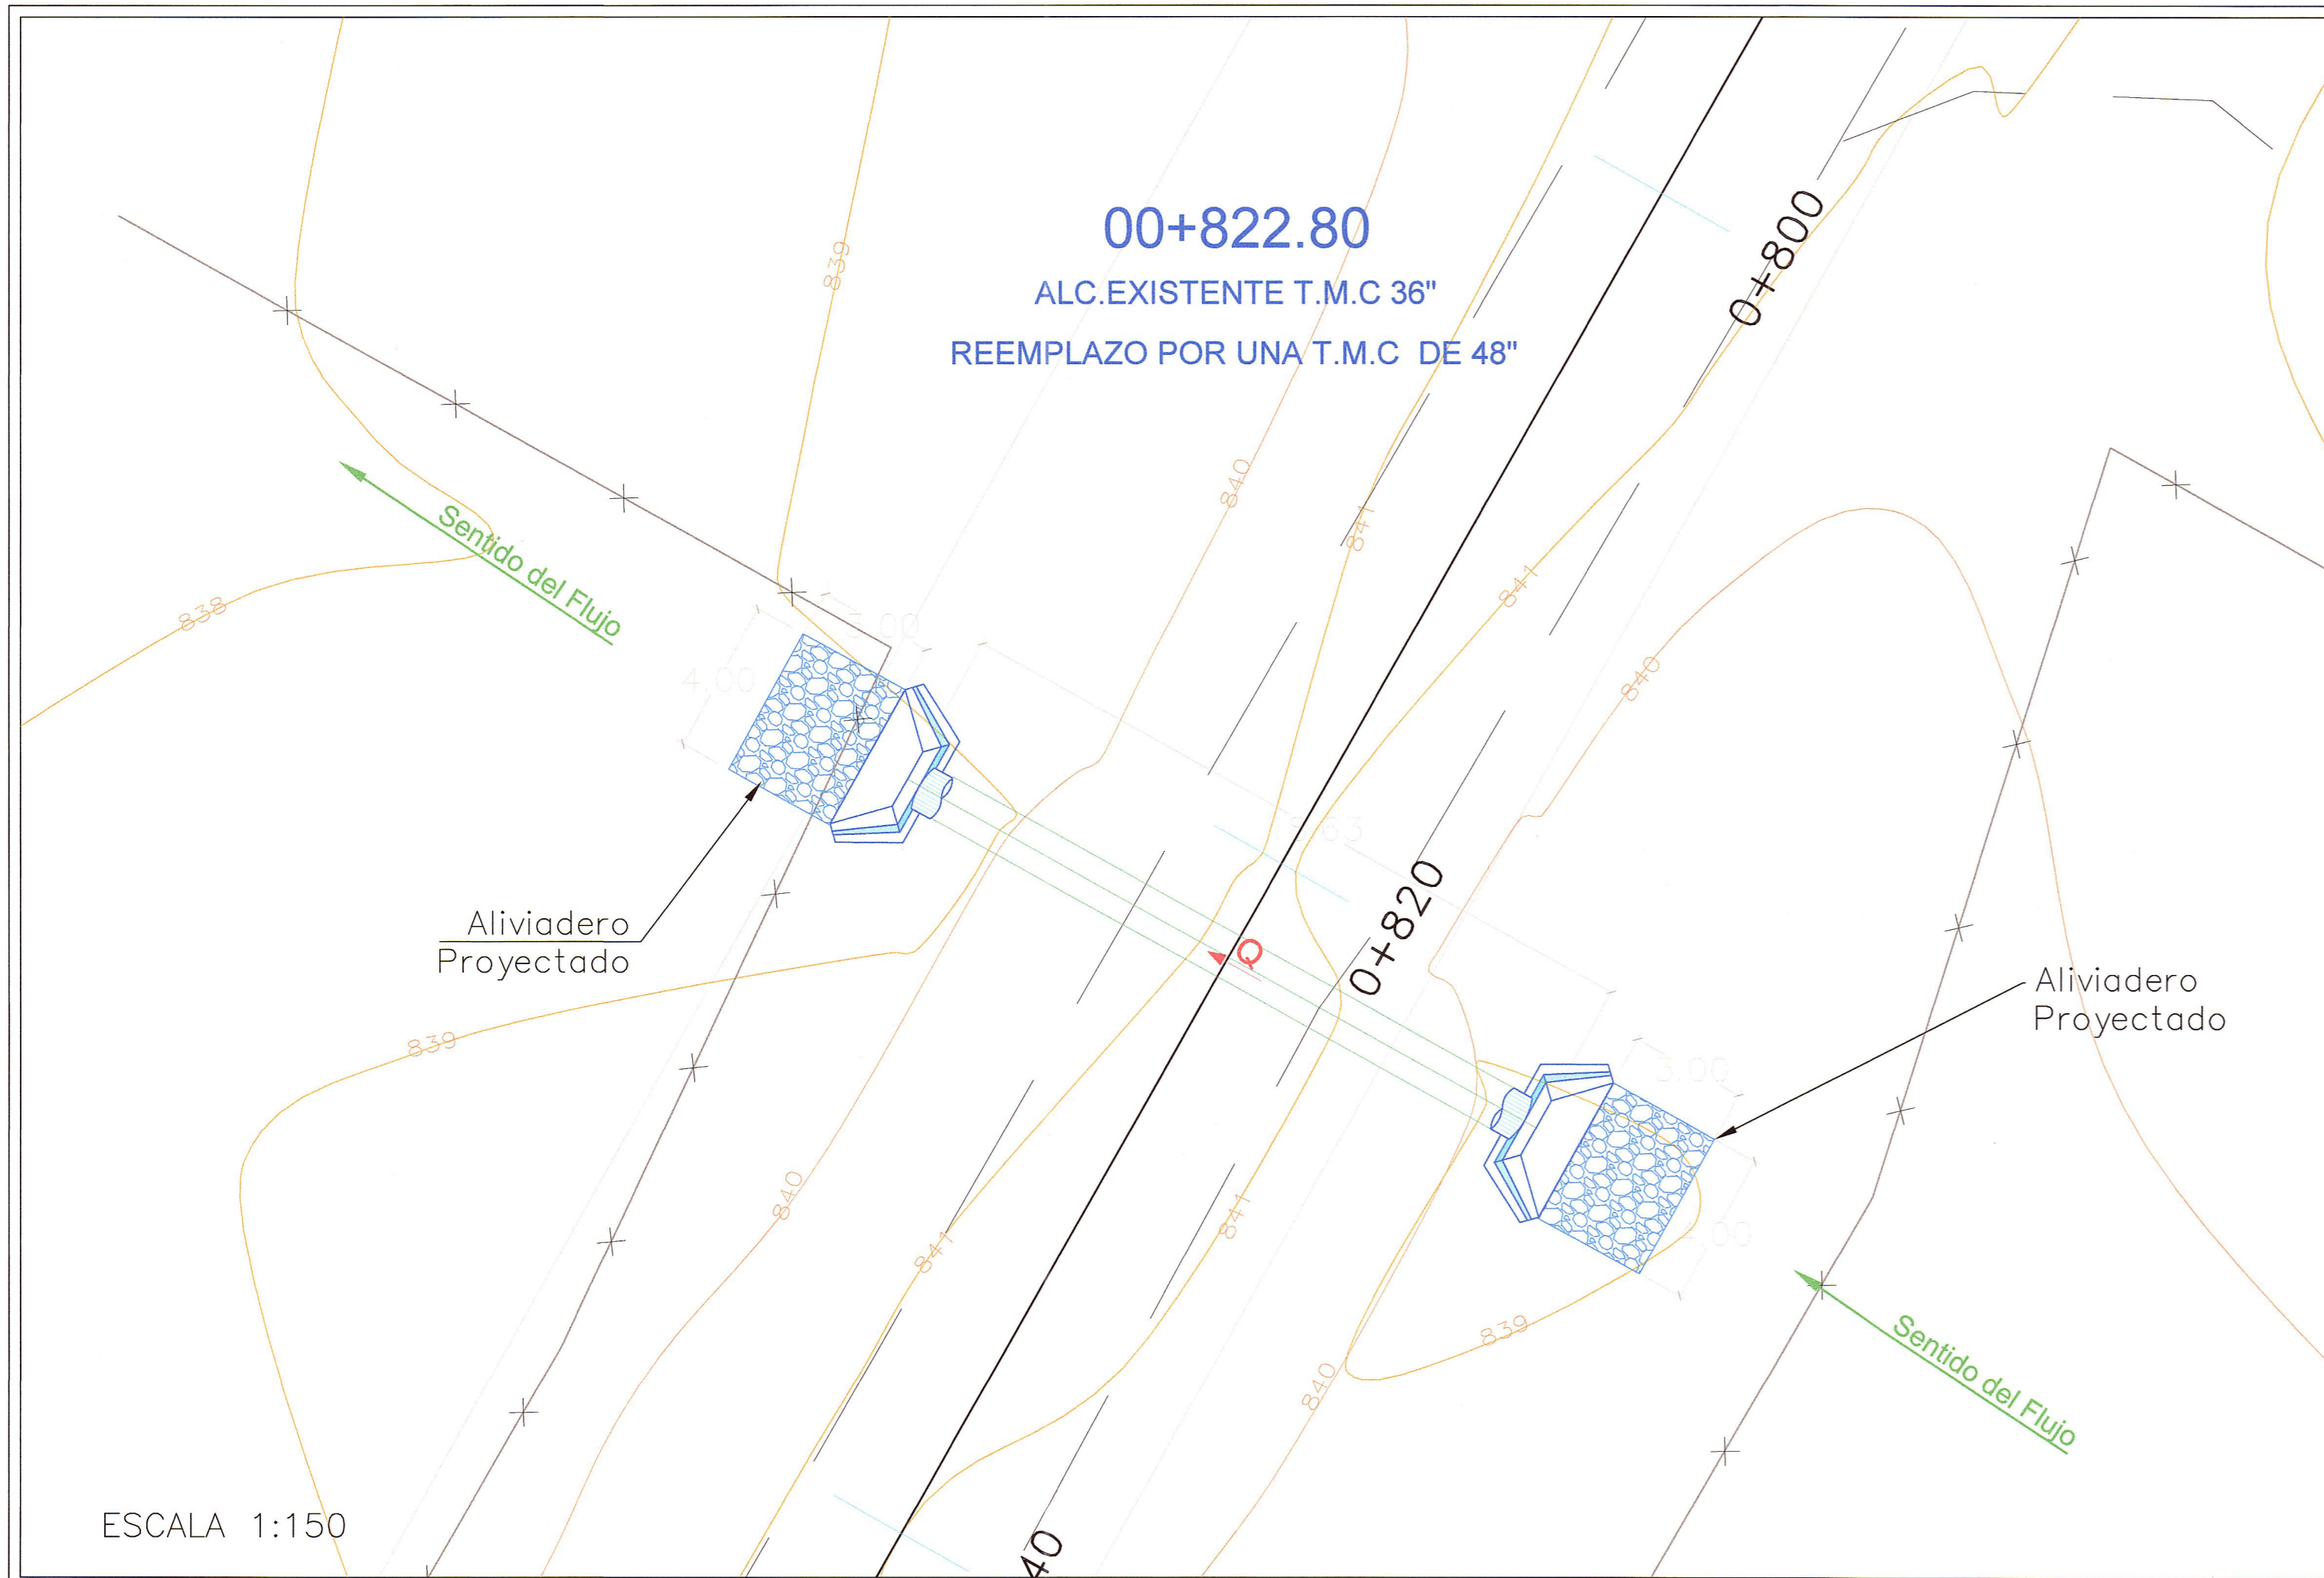 00+822.80
ALC.EXISTENTE T.M.C 36"
REEMPLAZO POR UNA T.M.C DE 48"
0+800
839
840
841
841
Sentido del Flujo
838
3.00
4.00
840
0+820
Aliviadero
Proyectado
Q
Aliviadero
Proyectado
839
3.00
840
841
841
839
840
Sentido del Flujo
ESCALA 1:150
40